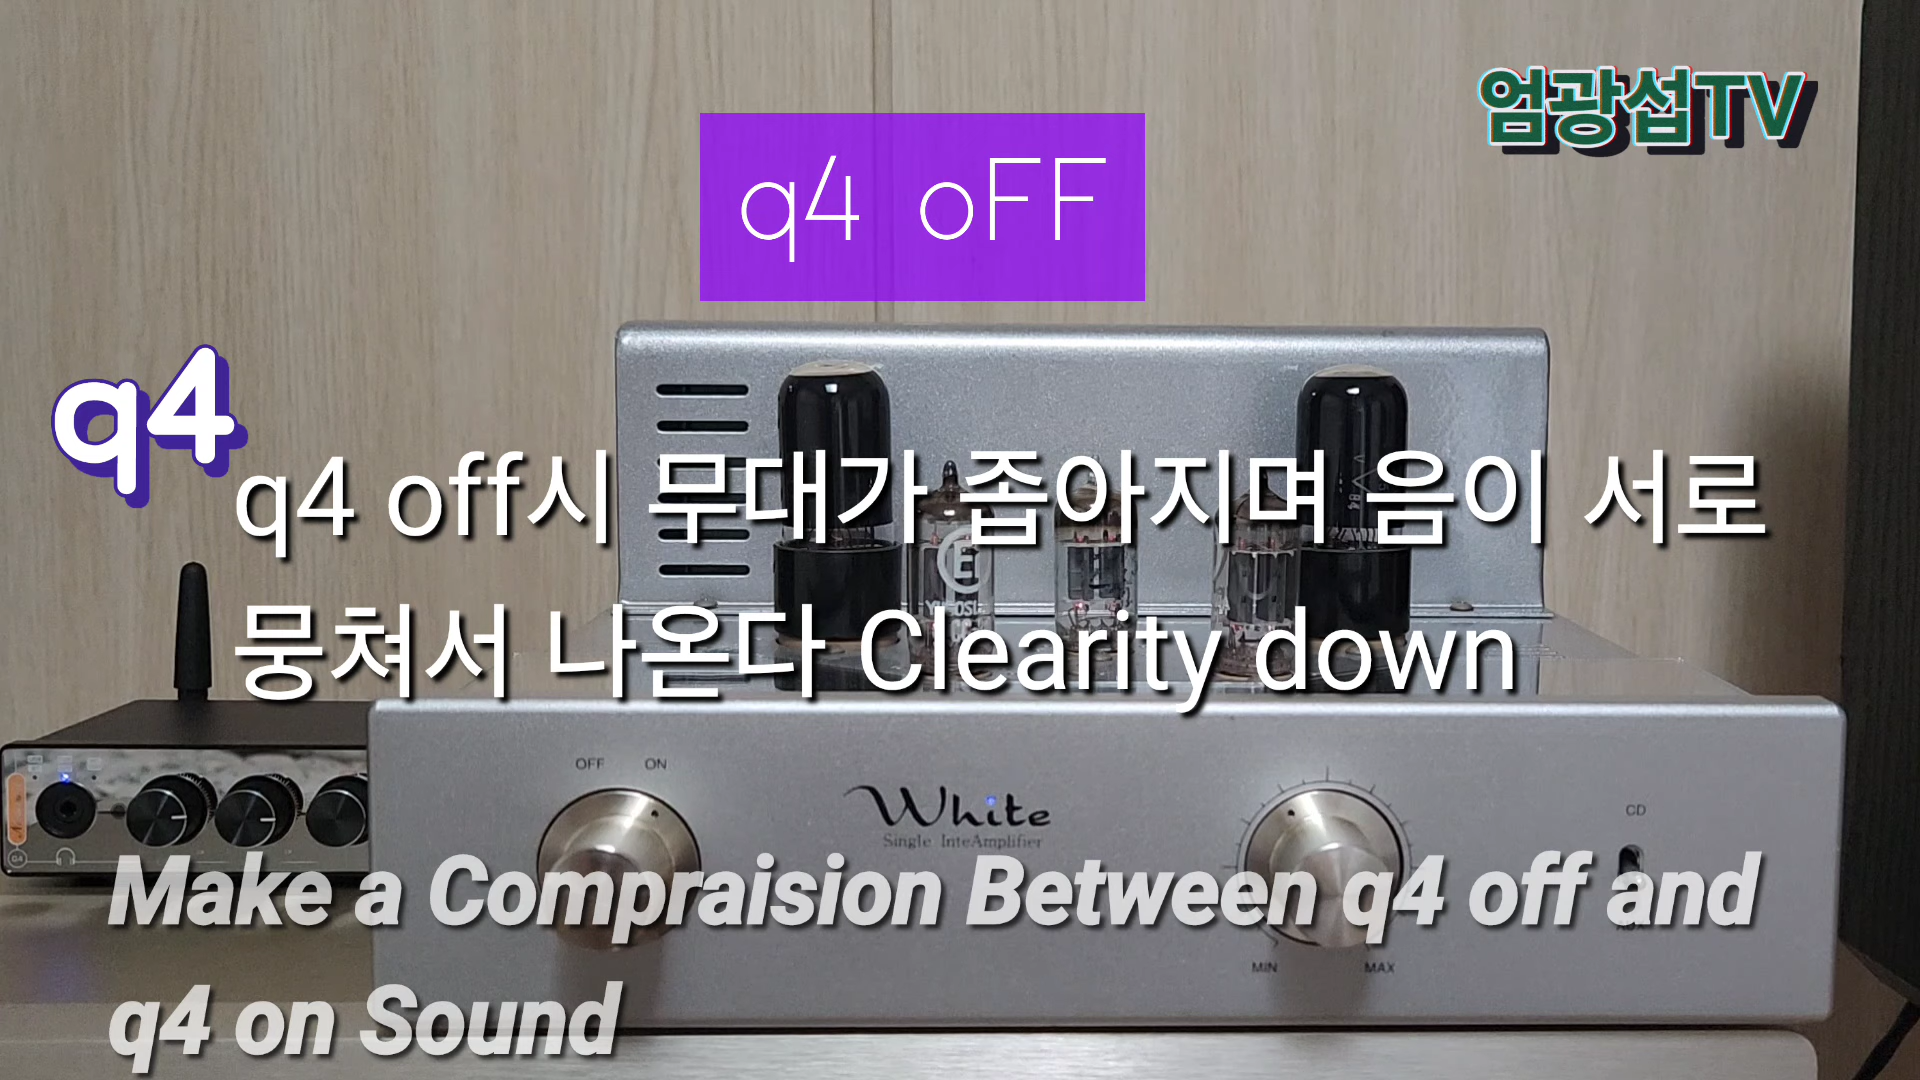 엄광섭TV
q4 oFF
q4
q4 off시 무대가 좁아지며 음이 서로
뭉쳐서 나온다 Clearity down
OFF ON
White
Single InteAmplifier
CD
MIN MAX
Make a Compraision Between q4 off and
q4 on Sound